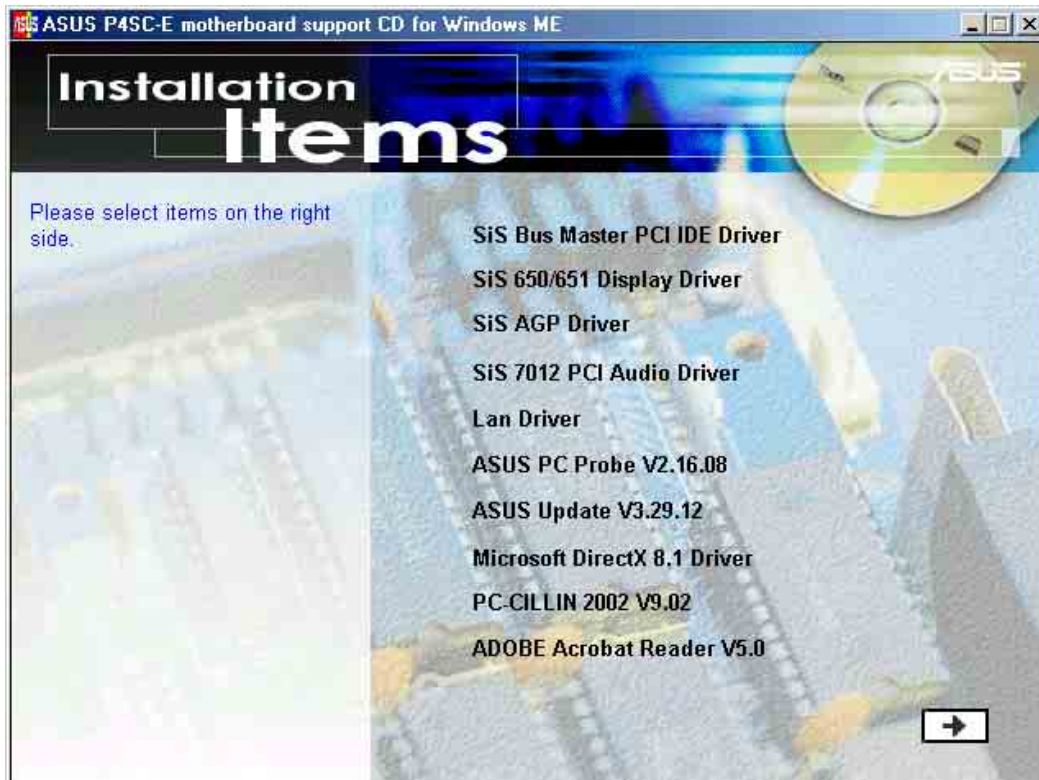 ASUS ASUS P4SC-E motherboard support CD for Windows ME
Installation
Items
ASUS
Please select items on the right
side.
SiS Bus Master PCI IDE Driver
SiS 650/651 Display Driver
SiS AGP Driver
SiS 7012 PCI Audio Driver
Lan Driver
ASUS PC Probe V2.16.08
ASUS Update V3.29.12
Microsoft DirectX 8.1 Driver
PC-CILLIN 2002 V9.02
ADOBE Acrobat Reader V5.0